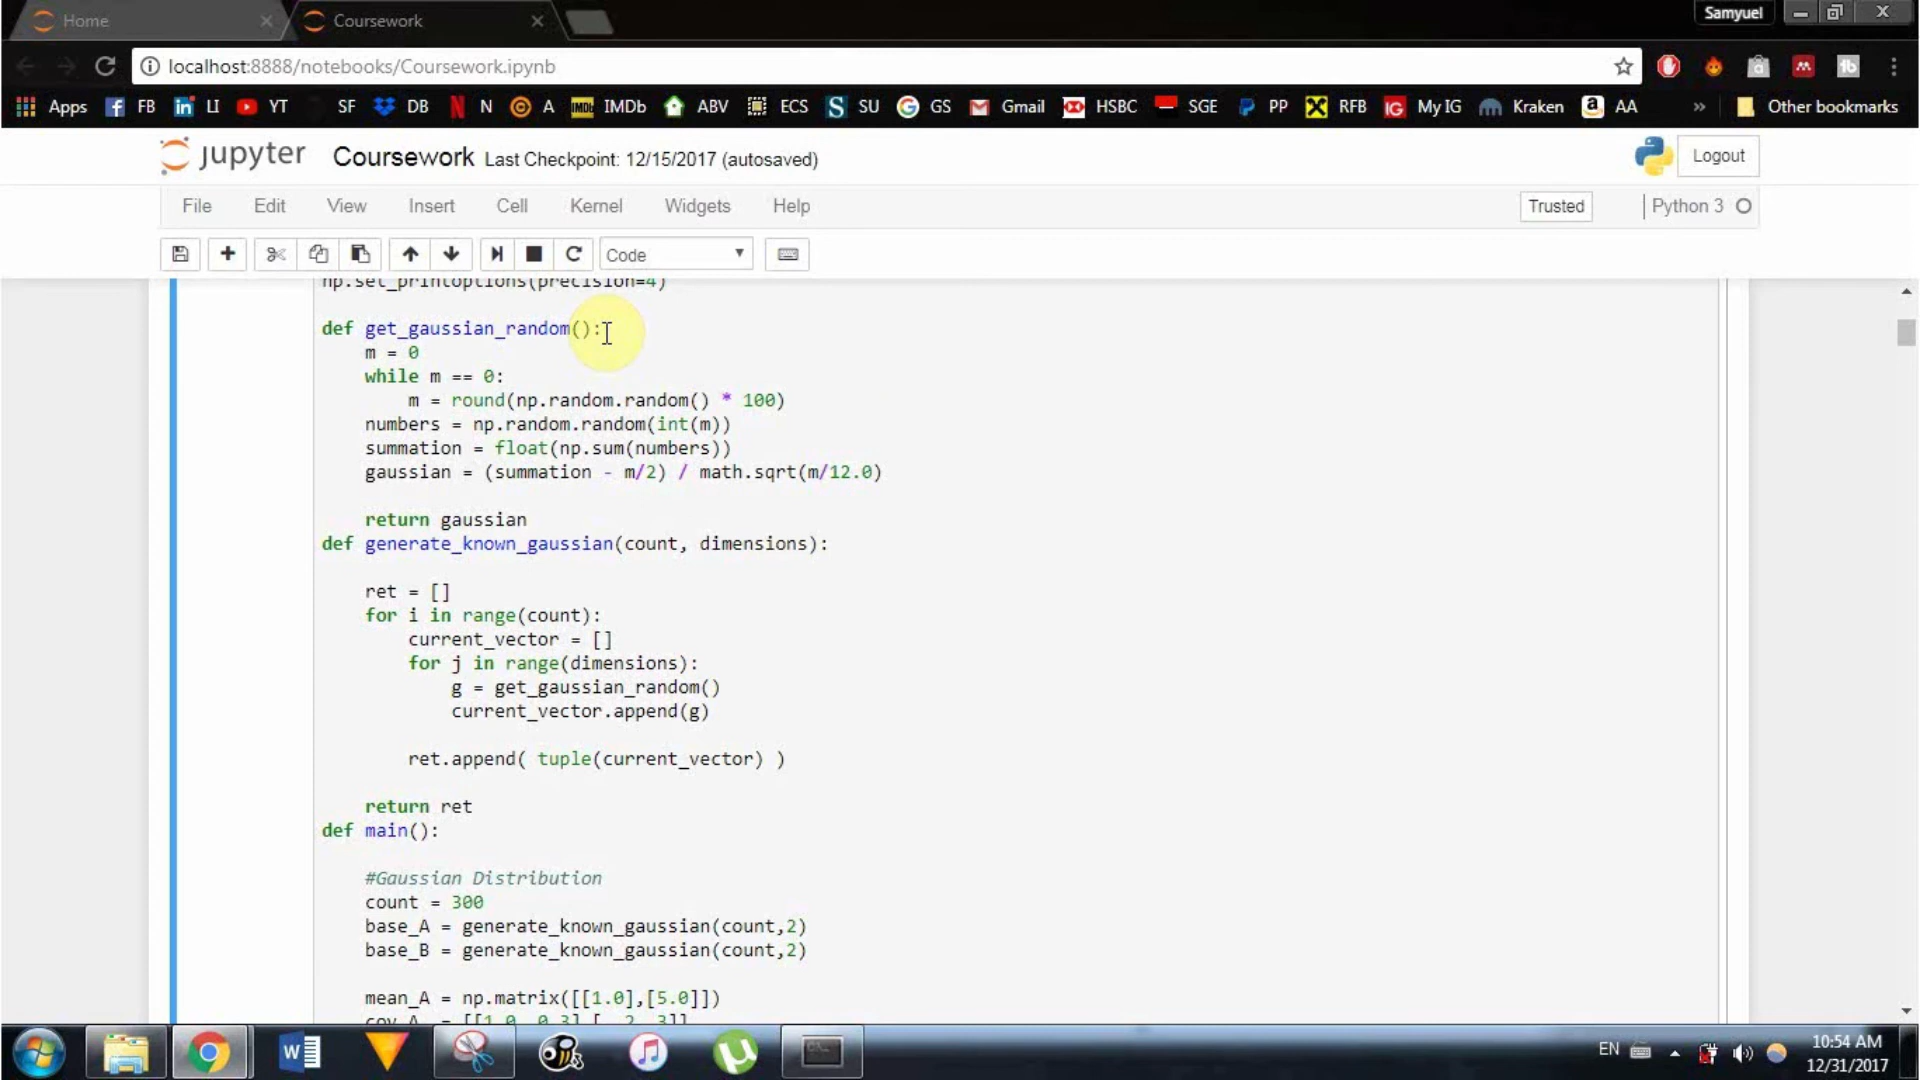 Home
Coursework
Samyuel
localhost:8888/notebooks/Coursework.ipynb
Apps FB LI YT SF DB N A IMDb ABV ECS SU GS Gmail HSBC SGE PP RFB My IG Kraken AA » Other bookmarks
jupyter Coursework Last Checkpoint: 12/15/2017 (autosaved)
Logout
File Edit View Insert Cell Kernel Widgets Help
Trusted
Python 3
Code
np.set_printoptions(precision=4)
def get_gaussian_random():
m = 0
while m == 0:
m = round(np.random.random() * 100)
numbers = np.random.random(int(m))
summation = float(np.sum(numbers))
gaussian = (summation - m/2) / math.sqrt(m/12.0)
return gaussian
def generate_known_gaussian(count, dimensions):
ret = []
for i in range(count):
current_vector = []
for j in range(dimensions):
g = get_gaussian_random()
current_vector.append(g)
ret.append( tuple(current_vector) )
return ret
def main():
#Gaussian Distribution
count = 300
base_A = generate_known_gaussian(count,2)
base_B = generate_known_gaussian(count,2)
mean_A = np.matrix([[1.0],[5.0]])
EN
10:54 AM
12/31/2017